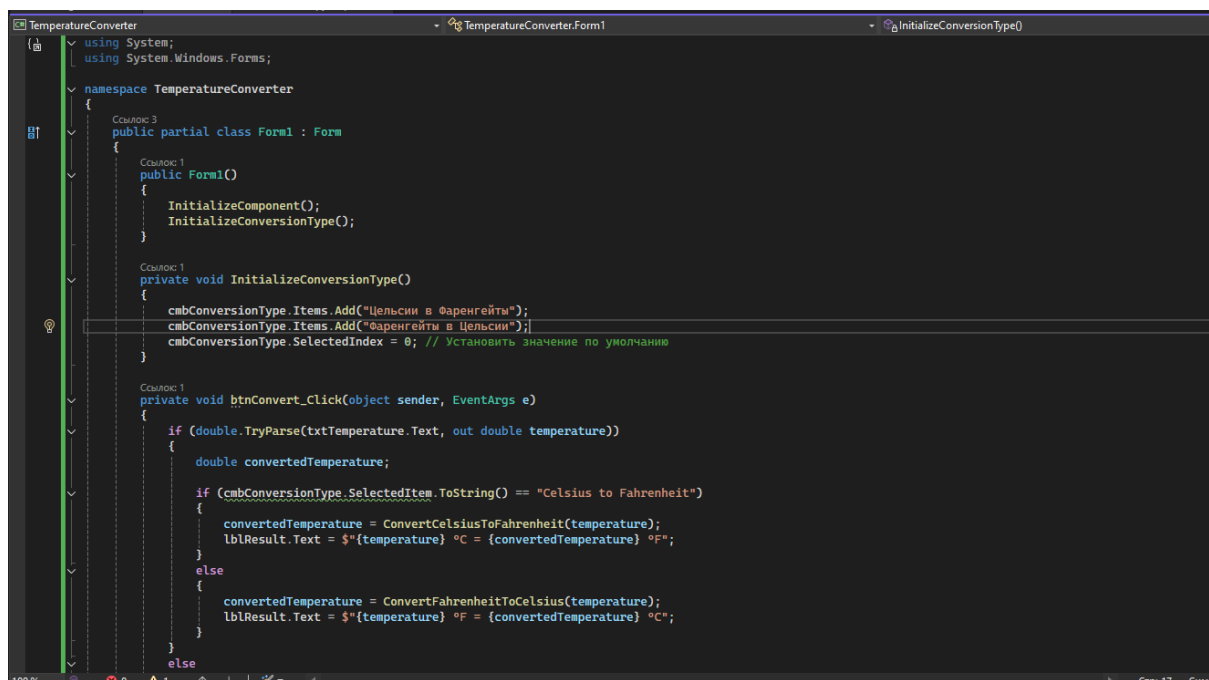 TemperatureConverter TemperatureConverter.Form1 InitializeConversionType()
using System;
using System.Windows.Forms;
namespace TemperatureConverter
{
Ссылок: 3
public partial class Form1 : Form
{
Ссылок: 1
public Form1()
{
InitializeComponent();
InitializeConversionType();
}
Ссылок: 1
private void InitializeConversionType()
{
cmbConversionType.Items.Add("Цельсии в Фаренгейты");
cmbConversionType.Items.Add("Фаренгейты в Цельсии");
cmbConversionType.SelectedIndex = 0; // Установить значение по умолчанию
}
Ссылок: 1
private void btnConvert_Click(object sender, EventArgs e)
{
if (double.TryParse(txtTemperature.Text, out double temperature))
{
double convertedTemperature;
if (cmbConversionType.SelectedItem.ToString() == "Celsius to Fahrenheit")
{
convertedTemperature = ConvertCelsiusToFahrenheit(temperature);
lblResult.Text = $"{temperature} °C = {convertedTemperature} °F";
}
else
{
convertedTemperature = ConvertFahrenheitToCelsius(temperature);
lblResult.Text = $"{temperature} °F = {convertedTemperature} °C";
}
}
else